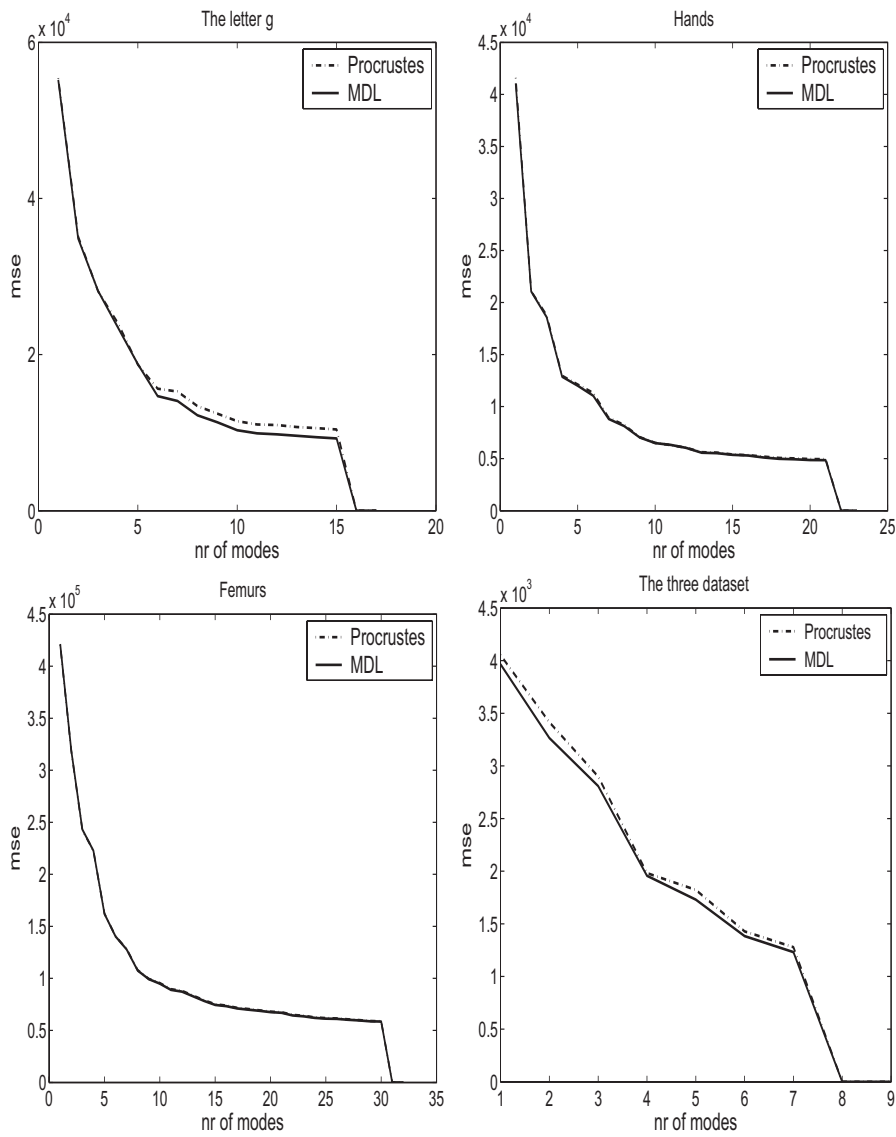 The letter g
x 10^4
6
4
2
0
mse
Procrustes
MDL
0 5 10 15 20
nr of modes
Hands
x 10^4
4.5
4
3.5
3
2.5
2
1.5
1
0.5
0
mse
Procrustes
MDL
0 5 10 15 20 25
nr of modes
Femurs
x 10^5
4.5
4
3.5
3
2.5
2
1.5
1
0.5
0
mse
Procrustes
MDL
0 5 10 15 20 25 30 35
nr of modes
The three dataset
x 10^3
4.5
4
3.5
3
2.5
2
1.5
1
0.5
0
mse
Procrustes
MDL
1 2 3 4 5 6 7 8 9
nr of modes